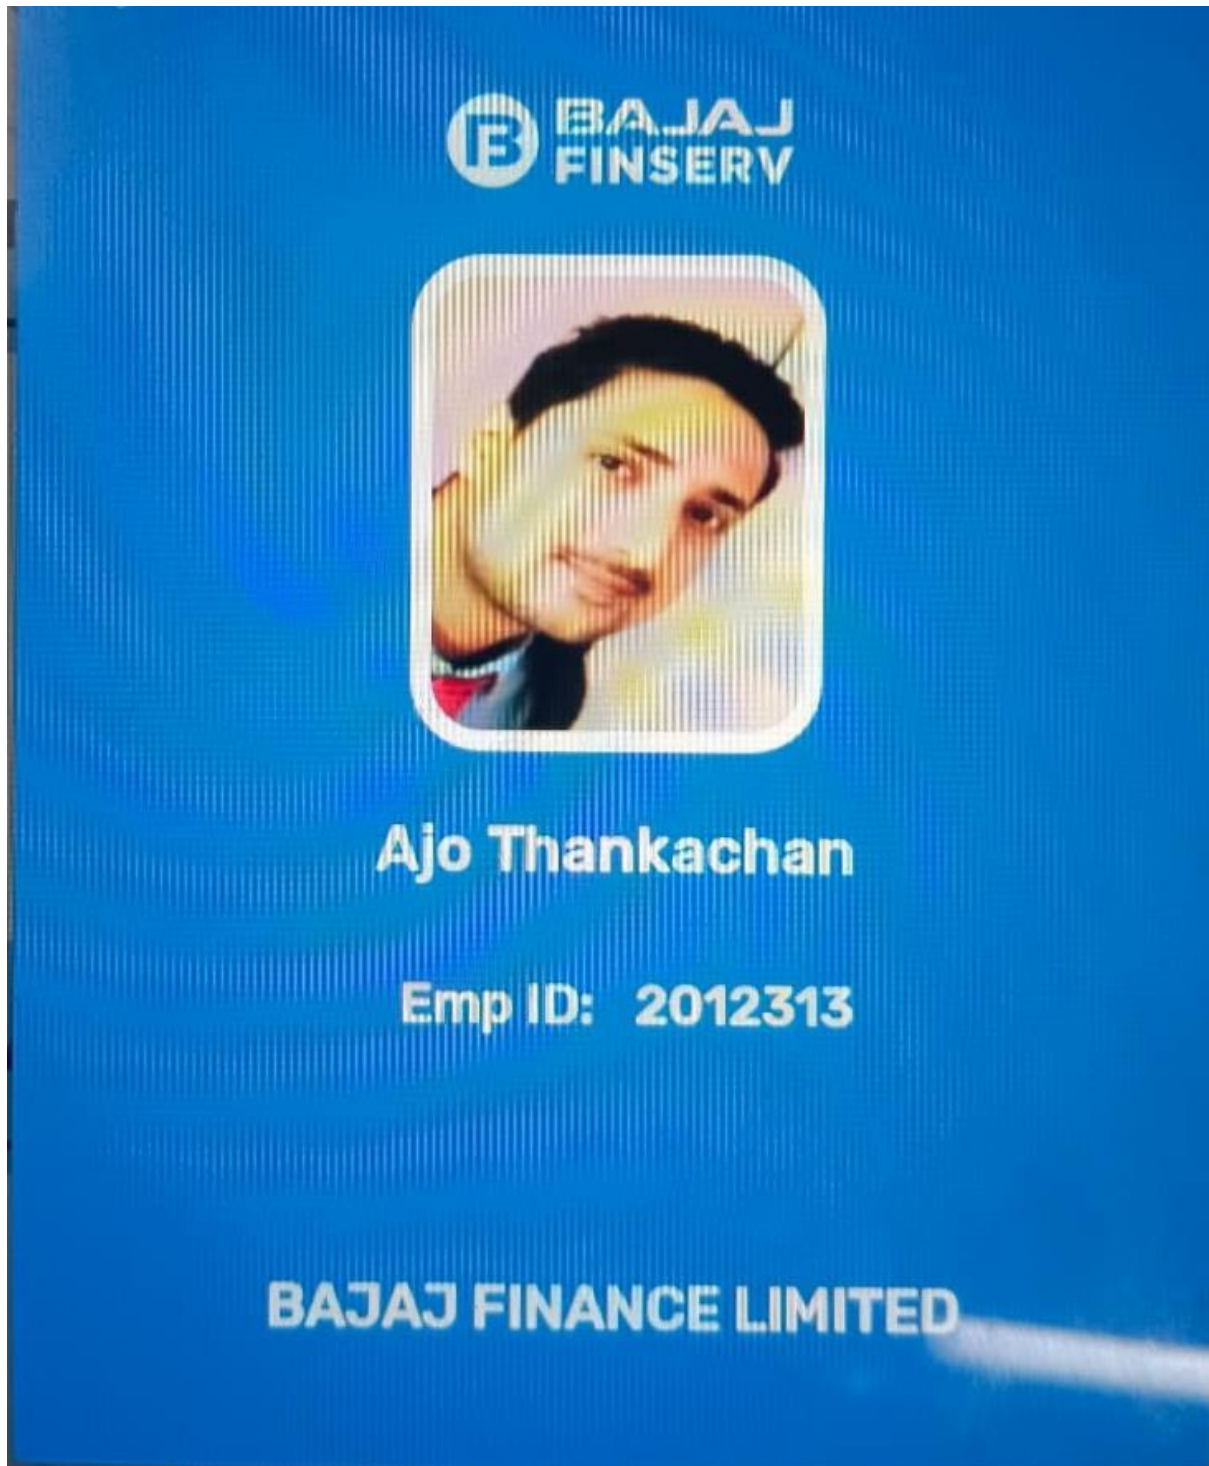 BAJAJ
FINSERV
Ajo Thankachan
Emp ID: 2012313
BAJAJ FINANCE LIMITED